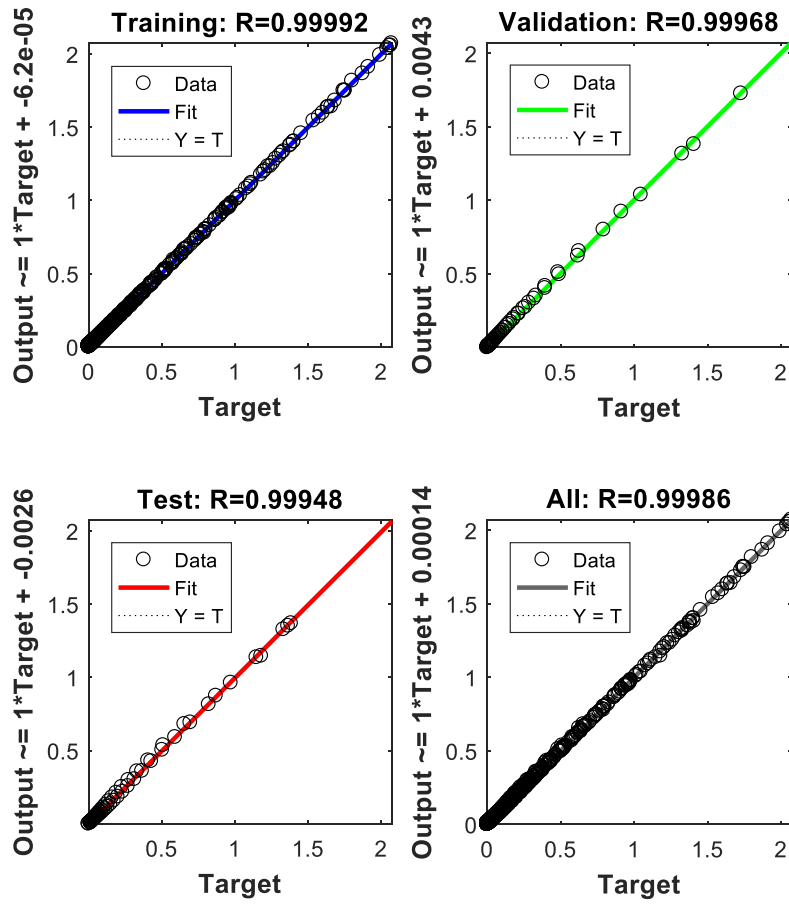 Training: R=0.99992
Output ~= 1*Target + -6.2e-05
2
1.5
1
0.5
0
Data
Fit
Y = T
0
0.5
1
1.5
2
Target
Validation: R=0.99968
Output ~= 1*Target + 0.0043
2
1.5
1
0.5
0
Data
Fit
Y = T
0
0.5
1
1.5
2
Target
Test: R=0.99948
Output ~= 1*Target + -0.0026
2
1.5
1
0.5
0
Data
Fit
Y = T
0.5
1
1.5
2
Target
All: R=0.99986
Output ~= 1*Target + 0.00014
2
1.5
1
0.5
0
Data
Fit
Y = T
0
0.5
1
1.5
2
Target